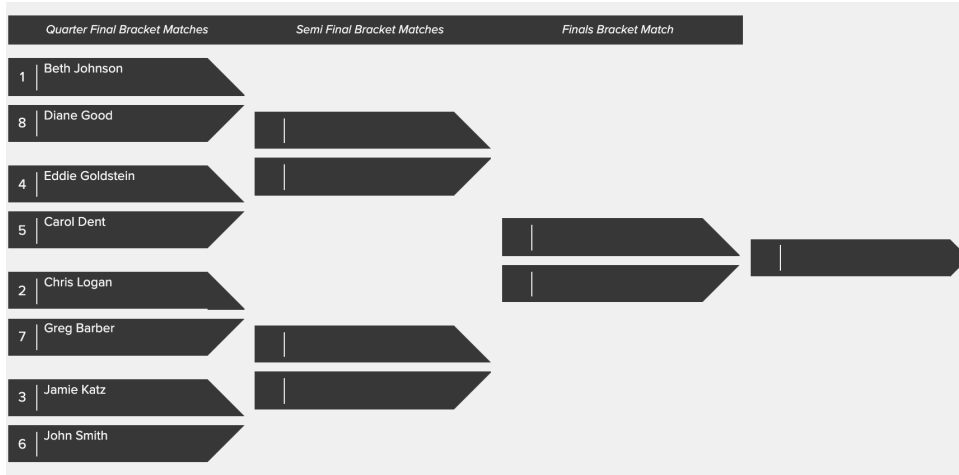 Quarter Final Bracket Matches
Semi Final Bracket Matches
Finals Bracket Match
1 Beth Johnson
8 Diane Good
4 Eddie Goldstein
5 Carol Dent
2 Chris Logan
7 Greg Barber
3 Jamie Katz
6 John Smith